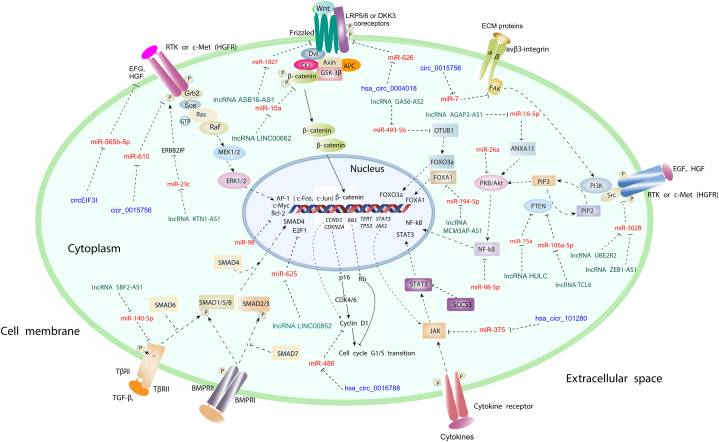 Wnt
LRP5/6 or DKK3
coreceptors
Frizzled
P
P
Dvl
Axin
APC
CK1
GSK-3β
β-catenin
P
P
miR-1827
lncRNA ASB16-AS1
miR-15a
lncRNA LINC00662
miR-626
hsa_circ_0004018
lncRNA GAS6-AS2
miR-493-5b
OTUB1
FOXO3a
FOXA1
miR-194-5p
lncRNA
MCM3AP-AS1
ECM proteins
αvβ3-integrin
α
β
FAK
circ_0015756
miR-7
lncRNA AGAP2-AS1
miR-16-5p
ANXA11
miR-26a
PKB/Akt
PIP3
PI3K
Src
PTEN
PIP2
P
P
EGF, HGF
RTK or c-Met (HGFR)
miR-302B
lncRNA UBE2R2
lncRNA ZEB1-AS1
miR-15a
miR-106a-5p
lncRNA HULC
lncRNA TCL6
NF-kB
miR-98-5p
RTK or c-Met (HGFR)
EFG,
HGF
P
P
Grb2
Sos
GTP
Ras
Raf
MEK1/2
ERK1/2
miR-565b-5p
miR-610
ERBB2IP
miR-23c
circEIF3I
cicr_0015756
lncRNA KTN1-AS1
β-catenin
β-catenin
Nucleus
AP-1 ( c-Fos, c-Jun) β-catenin
c-Myc
Bcl-2
SMAD4
E2F1
FOXO3a
FOXA1
NF-kB
STAT3
CCND1
CDKN2A
RB1
TERT
TP53
STAT3
JAK2
Cytoplasm
miR-98
SMAD4
miR-625
lncRNA LINC00852
p16
Rb
CDK4/6
Cyclin D1
Cell cycle G1/S transition
miR-486
hsa_circ_0016788
lncRNA SBF2-AS1
miR-140-5p
SMAD6
SMAD1/5/8
SMAD2/3
P
P
SMAD7
Cell membrane
P
P
TβRI
TβRII
TGF-β,
BMPRII
BMPRI
STAT3
SOCS3
JAK
miR-375
hsa_cicr_101280
P
P
Cytokine receptor
Cytokines
Extracellular space